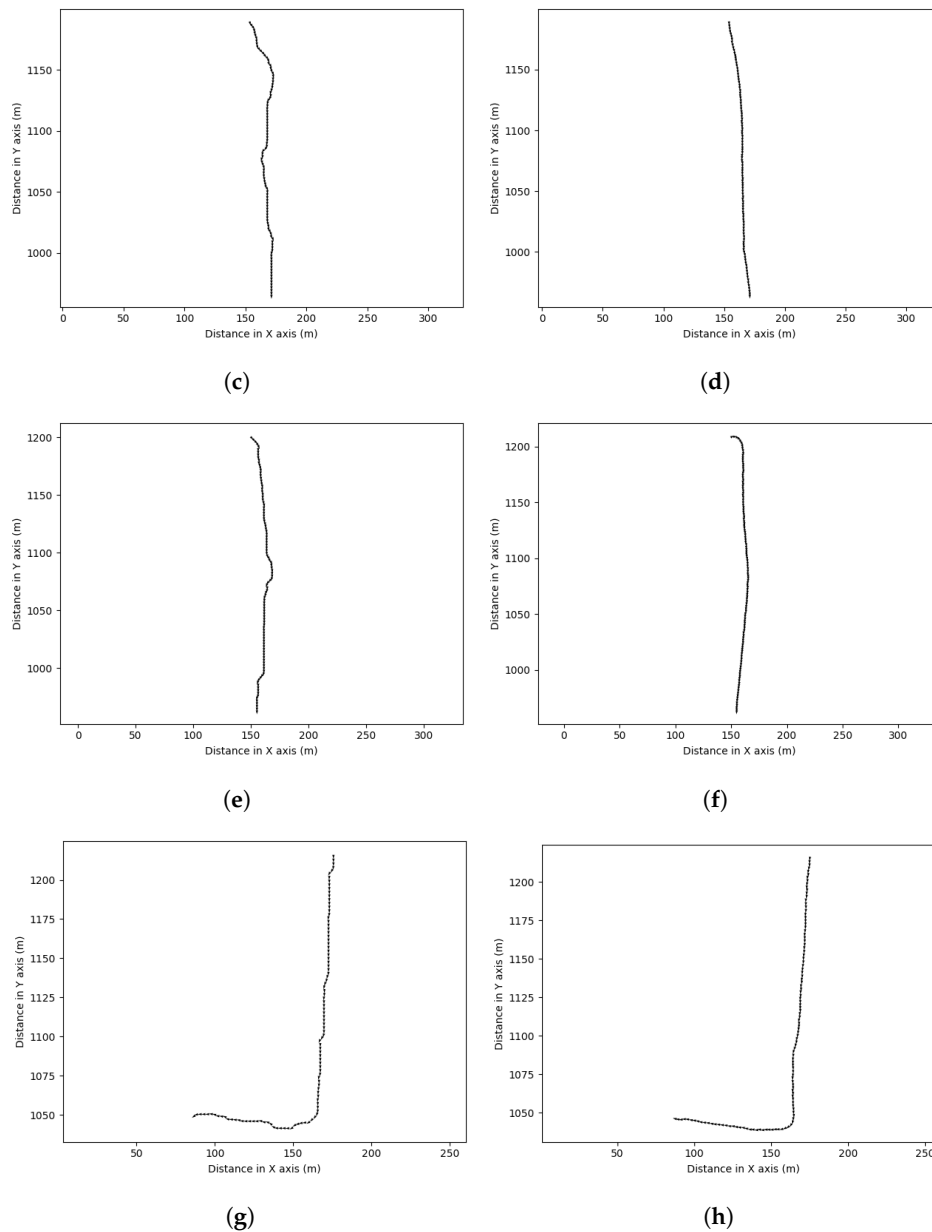 1150
1100
1050
1000
Distance in Y axis (m)
0 50 100 150 200 250 300
Distance in X axis (m)
(c)
1150
1100
1050
1000
Distance in Y axis (m)
0 50 100 150 200 250 300
Distance in X axis (m)
(d)
1200
1150
1100
1050
1000
Distance in Y axis (m)
0 50 100 150 200 250 300
Distance in X axis (m)
(e)
1200
1150
1100
1050
1000
Distance in Y axis (m)
0 50 100 150 200 250 300
Distance in X axis (m)
(f)
1200
1175
1150
1125
1100
1075
1050
Distance in Y axis (m)
50 100 150 200 250
Distance in X axis (m)
(g)
1200
1175
1150
1125
1100
1075
1050
Distance in Y axis (m)
50 100 150 200 250
Distance in X axis (m)
(h)